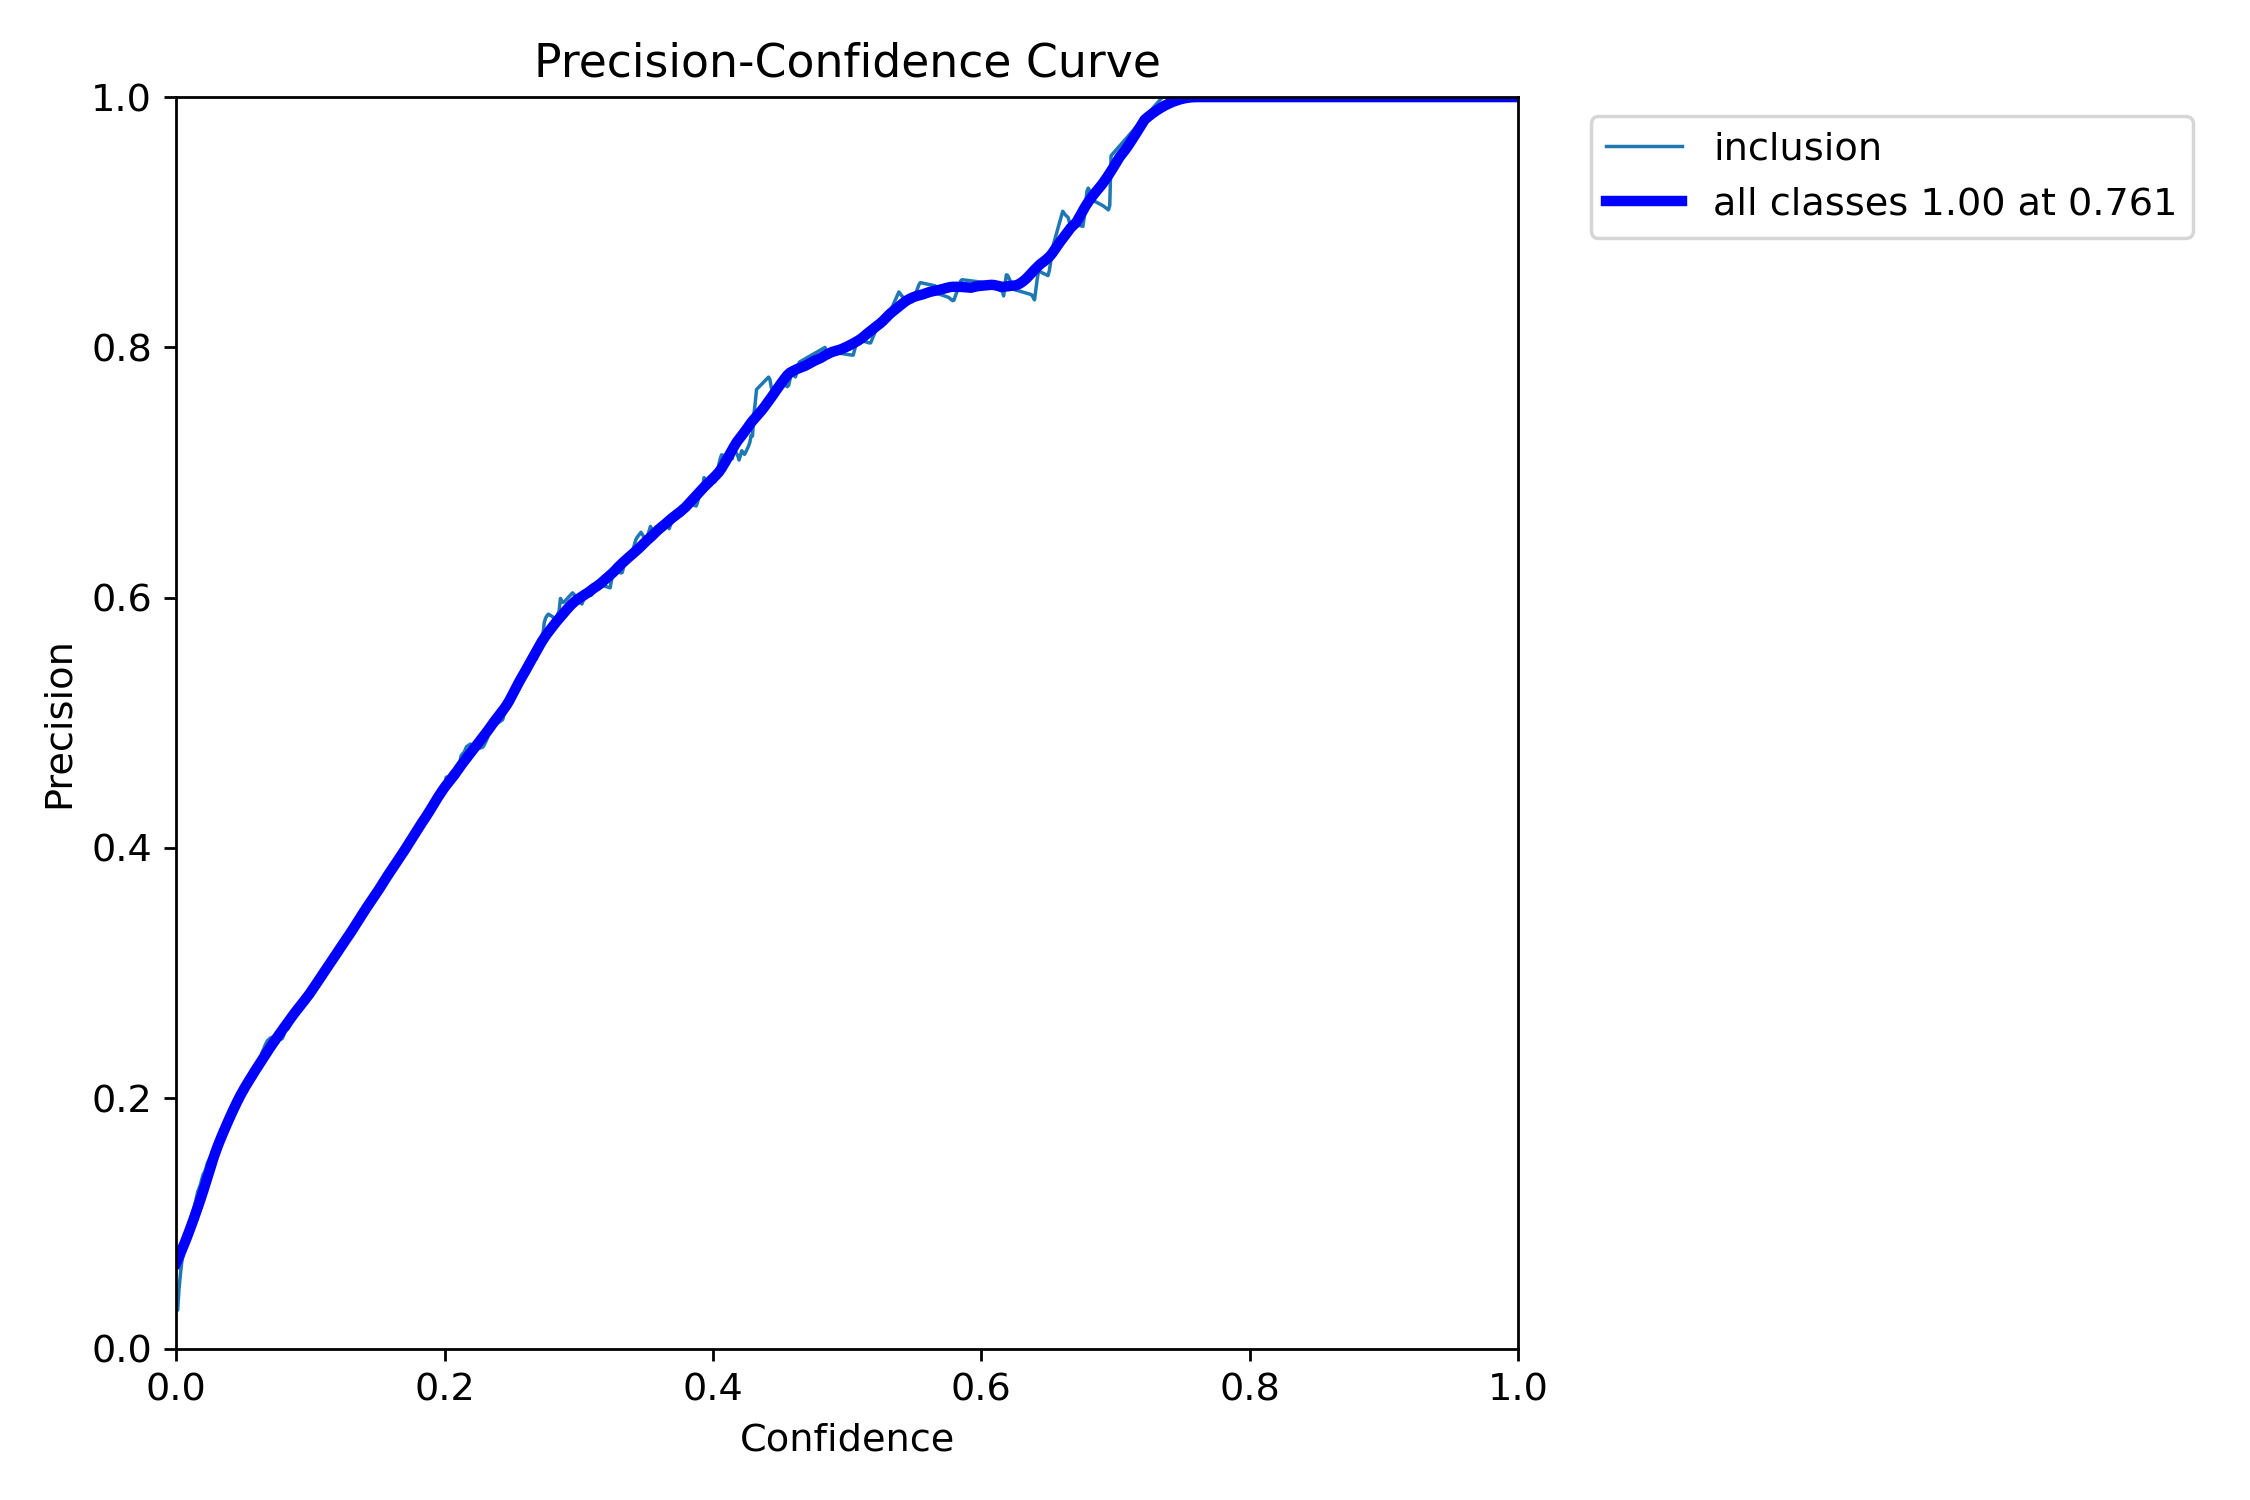 Precision-Confidence Curve
1.0
0.8
0.6
0.4
0.2
0.0
Precision
0.0 0.2 0.4 0.6 0.8 1.0
Confidence
inclusion
all classes 1.00 at 0.761